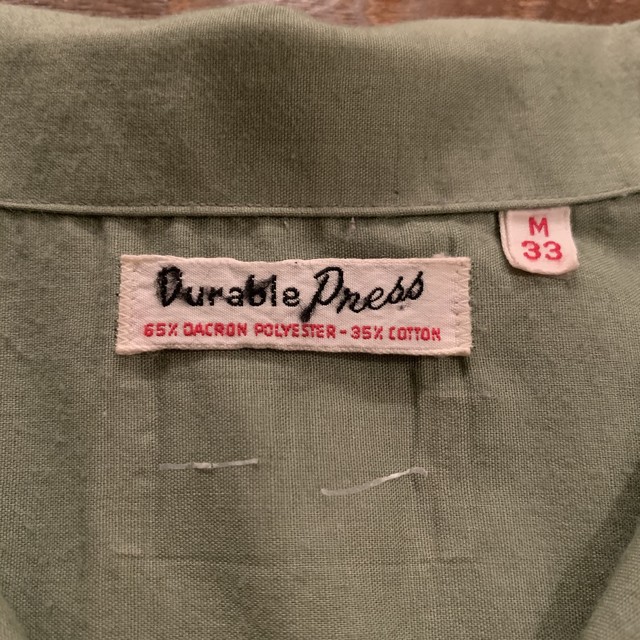 M
33
Durable Press
65% DACRON POLYESTER - 35% COTTON